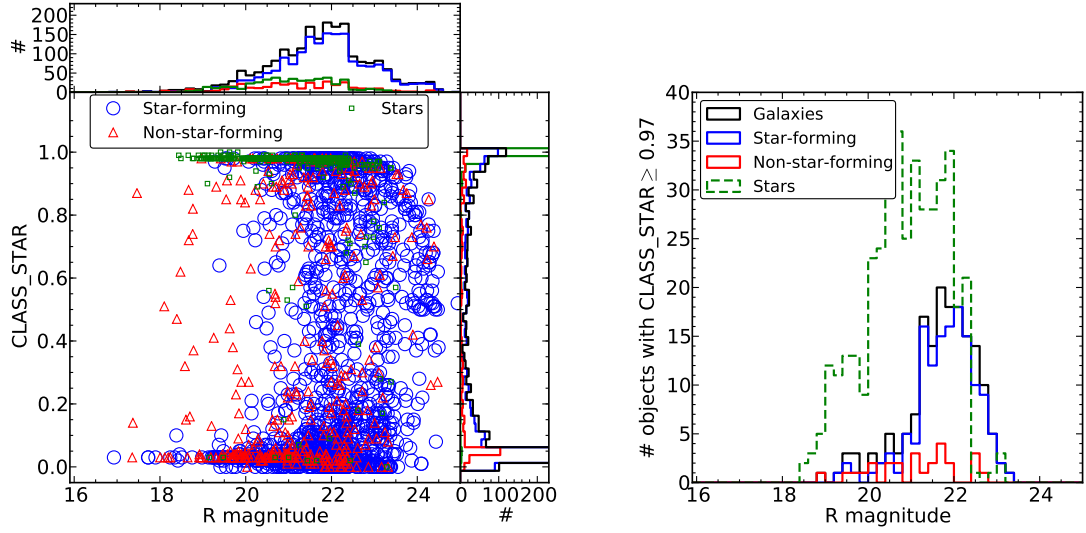 200
150
100
50
0
#
Star-forming
Stars
Non-star-forming
1.0
0.8
0.6
0.4
0.2
0.0
CLASS_STAR
16 18 20 22 24
R magnitude
0 100 200
#
40
35
30
25
20
15
10
5
0
# objects with CLASS_STAR ≥ 0.97
Galaxies
Star-forming
Non-star-forming
Stars
16 18 20 22 24
R magnitude